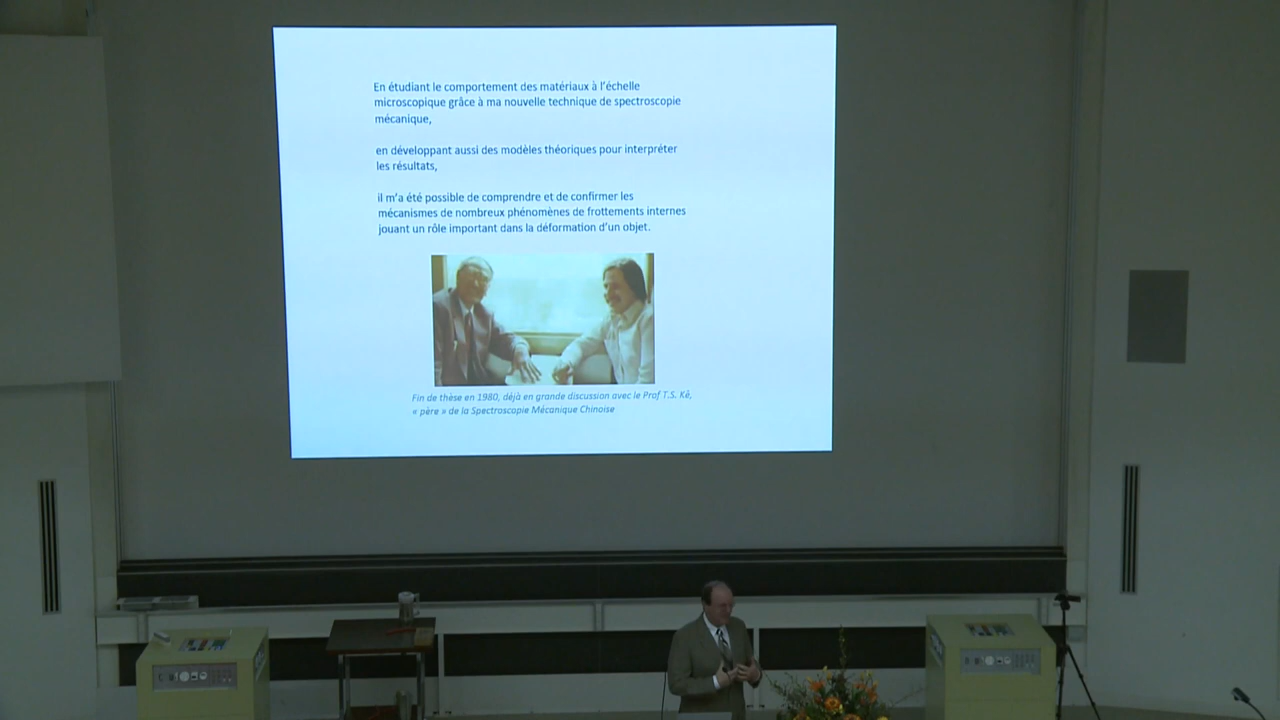 En étudiant le comportement des matériaux à l'échelle
microscopique grâce à ma nouvelle technique de spectroscopie
mécanique,
en développant aussi des modèles théoriques pour interpréter
les résultats,
il m'a été possible de comprendre et de confirmer les
mécanismes de nombreux phénomènes de frottements internes
jouant un rôle important dans la déformation d'un objet.
Fin de thèse en 1980, déjà en grande discussion avec le Prof T.S. Kê,
« père » de la Spectroscopie Mécanique Chinoise